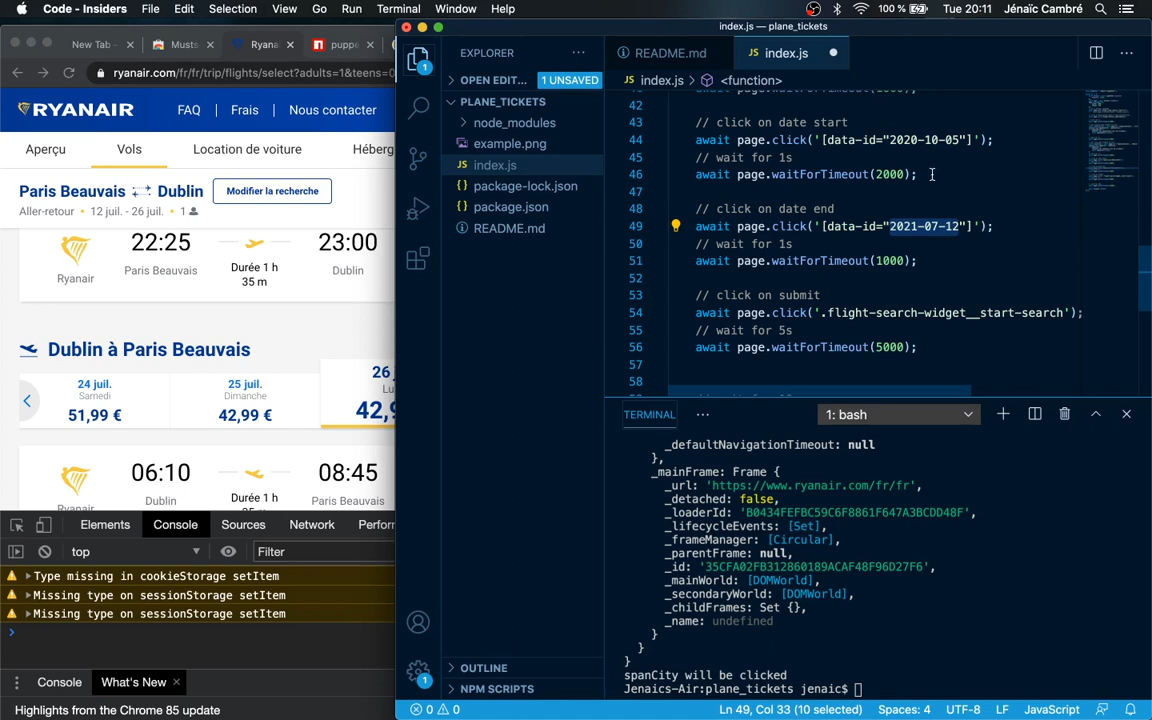 Code - Insiders File Edit Selection View Go Run Terminal Window Help
100 % Tue 20:11 Jénaïc Cambré
New Tab - Musts Ryana puppe
ryanair.com/fr/fr/trip/flights/select?adults=1&teens=0
RYANAIR FAQ Frais Nous contacter
Aperçu Vols Location de voiture Héberg
Paris Beauvais Dublin Modifier la recherche
Aller-retour • 12 juil. - 26 juil. • 1
22:25 23:00
Ryanair Paris Beauvais Durée 1 h 35 m Dublin
Dublin à Paris Beauvais
24 juil. Samedi 51,99 €
25 juil. Dimanche 42,99 €
26 j Lu 42,9
06:10 08:45
Ryanair Dublin Durée 1 h Paris Beauvais
Elements Console Sources Network Perfor
top Filter
Type missing in cookieStorage setItem
Missing type on sessionStorage setItem
Missing type on sessionStorage setItem
Console What's New
Highlights from the Chrome 85 update
index.js — plane_tickets
EXPLORER
OPEN EDIT... 1 UNSAVED
PLANE_TICKETS
node_modules
example.png
JS index.js
{} package-lock.json
{} package.json
README.md
OUTLINE
NPM SCRIPTS
README.md JS index.js
JS index.js > <function>
42
43 // click on date start
44 await page.click('[data-id="2020-10-05"]');
45 // wait for 1s
46 await page.waitForTimeout(2000);
47
48 // click on date end
49 await page.click('[data-id="2021-07-12"]');
50 // wait for 1s
51 await page.waitForTimeout(1000);
52
53 // click on submit
54 await page.click('.flight-search-widget__start-search');
55 // wait for 5s
56 await page.waitForTimeout(5000);
57
58
TERMINAL 1: bash
_defaultNavigationTimeout: null
},
_mainFrame: Frame {
_url: 'https://www.ryanair.com/fr/fr',
_detached: false,
_loaderId: 'B0434FEFBC59C6F8861F647A3BCDD48F',
_lifecycleEvents: [Set],
_frameManager: [Circular],
_parentFrame: null,
_id: '35CFA02FB312860189ACAF48F96D27F6',
_mainWorld: [DOMWorld],
_secondaryWorld: [DOMWorld],
_childFrames: Set {},
_name: undefined
}
}
}
spanCity will be clicked
Jenaics-Air:plane_tickets jenaic$
0 0 Ln 49, Col 33 (10 selected) Spaces: 4 UTF-8 LF JavaScript